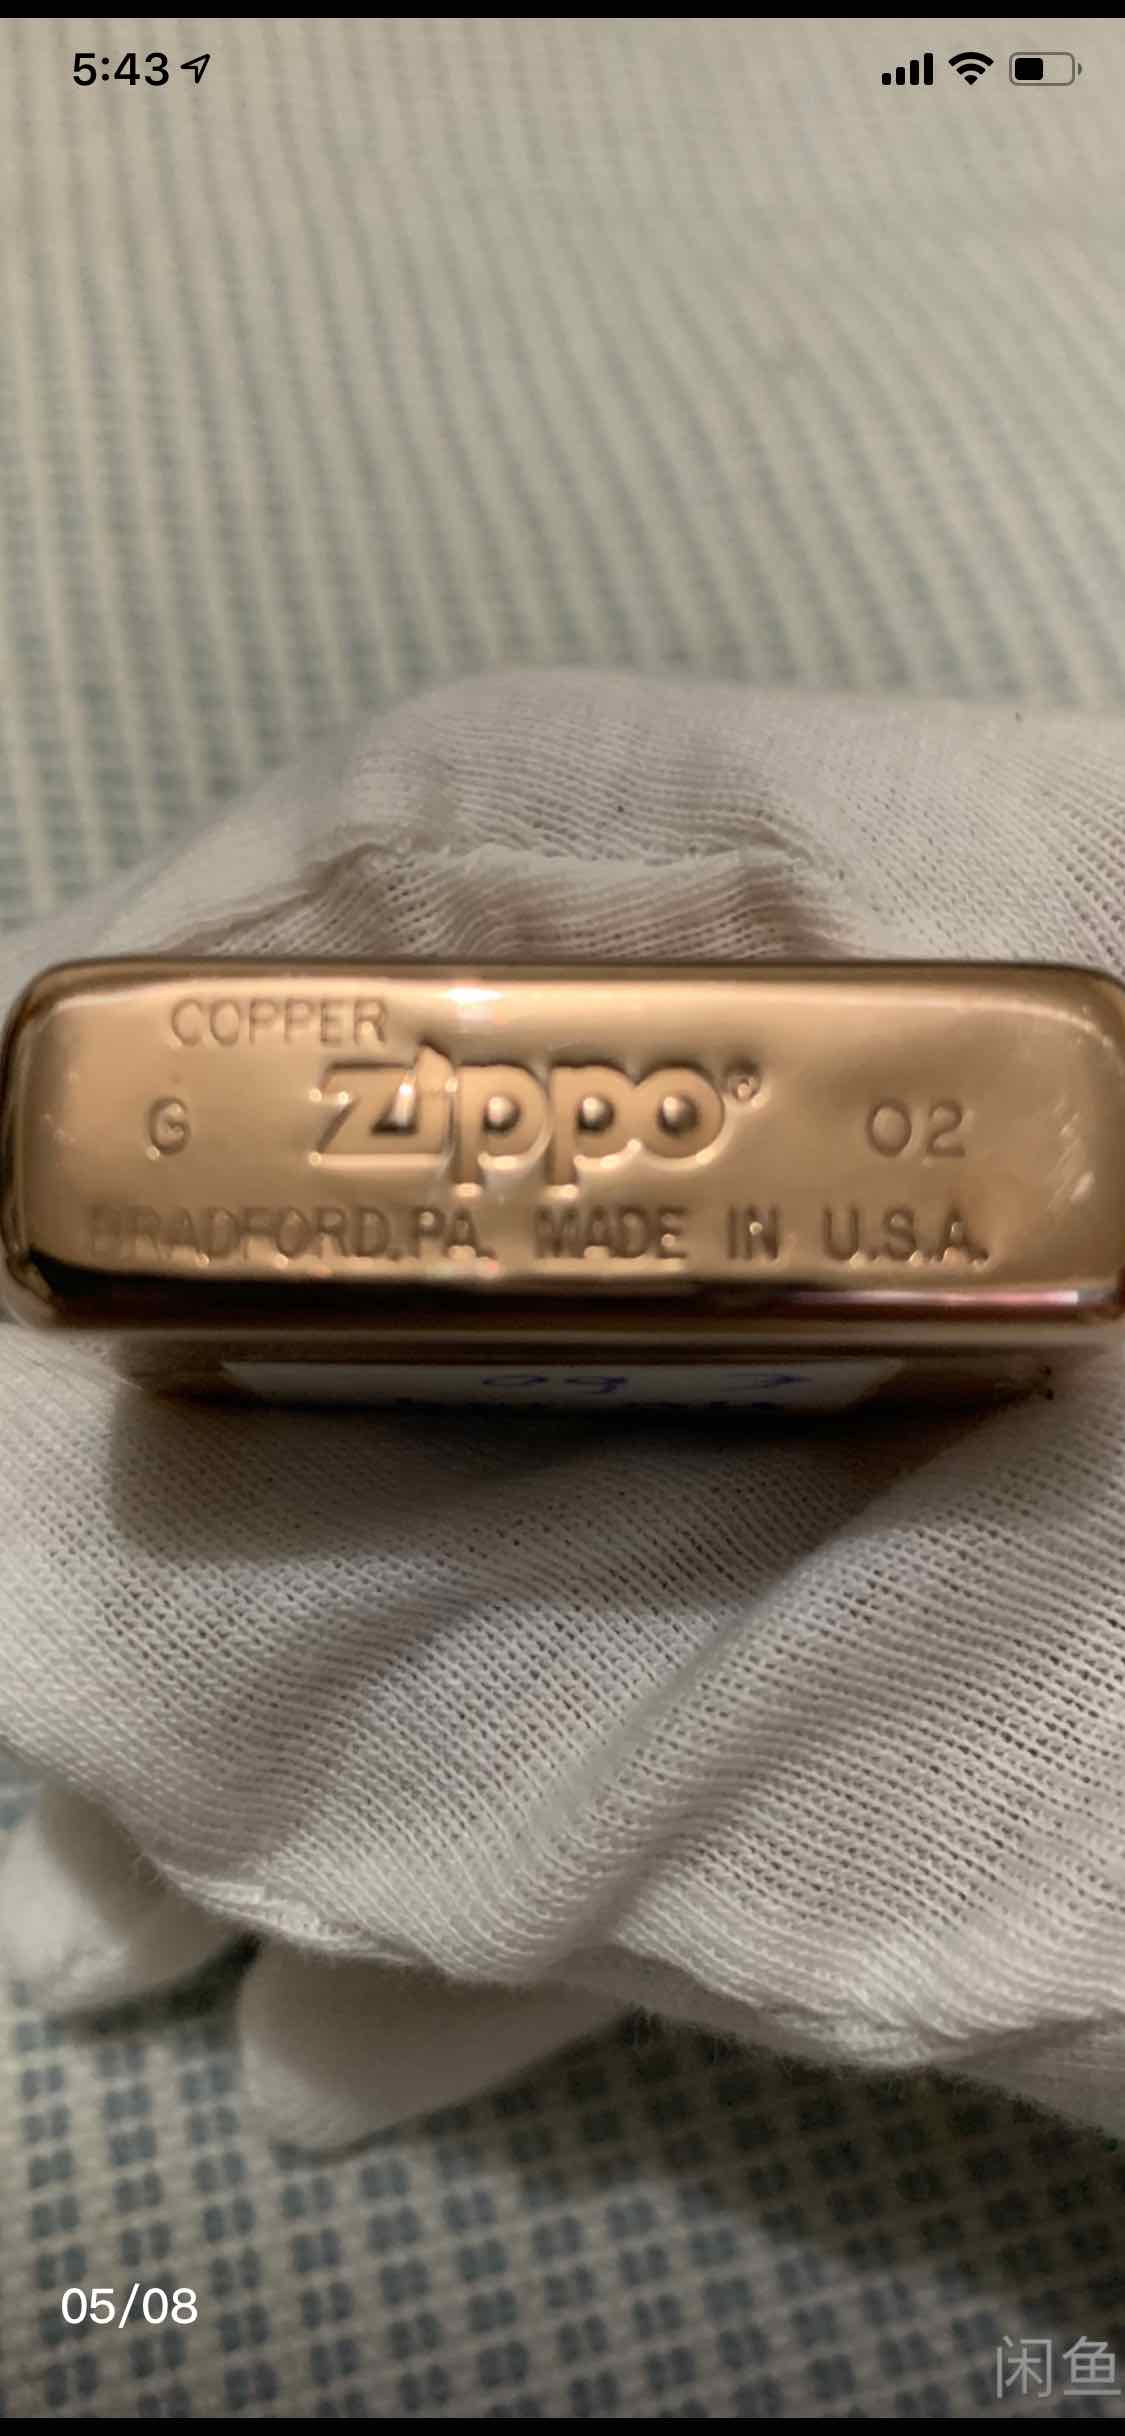 5:43
COPPER
G zippo® 02
BRADFORD,PA. MADE IN U.S.A.
05/08
闲鱼